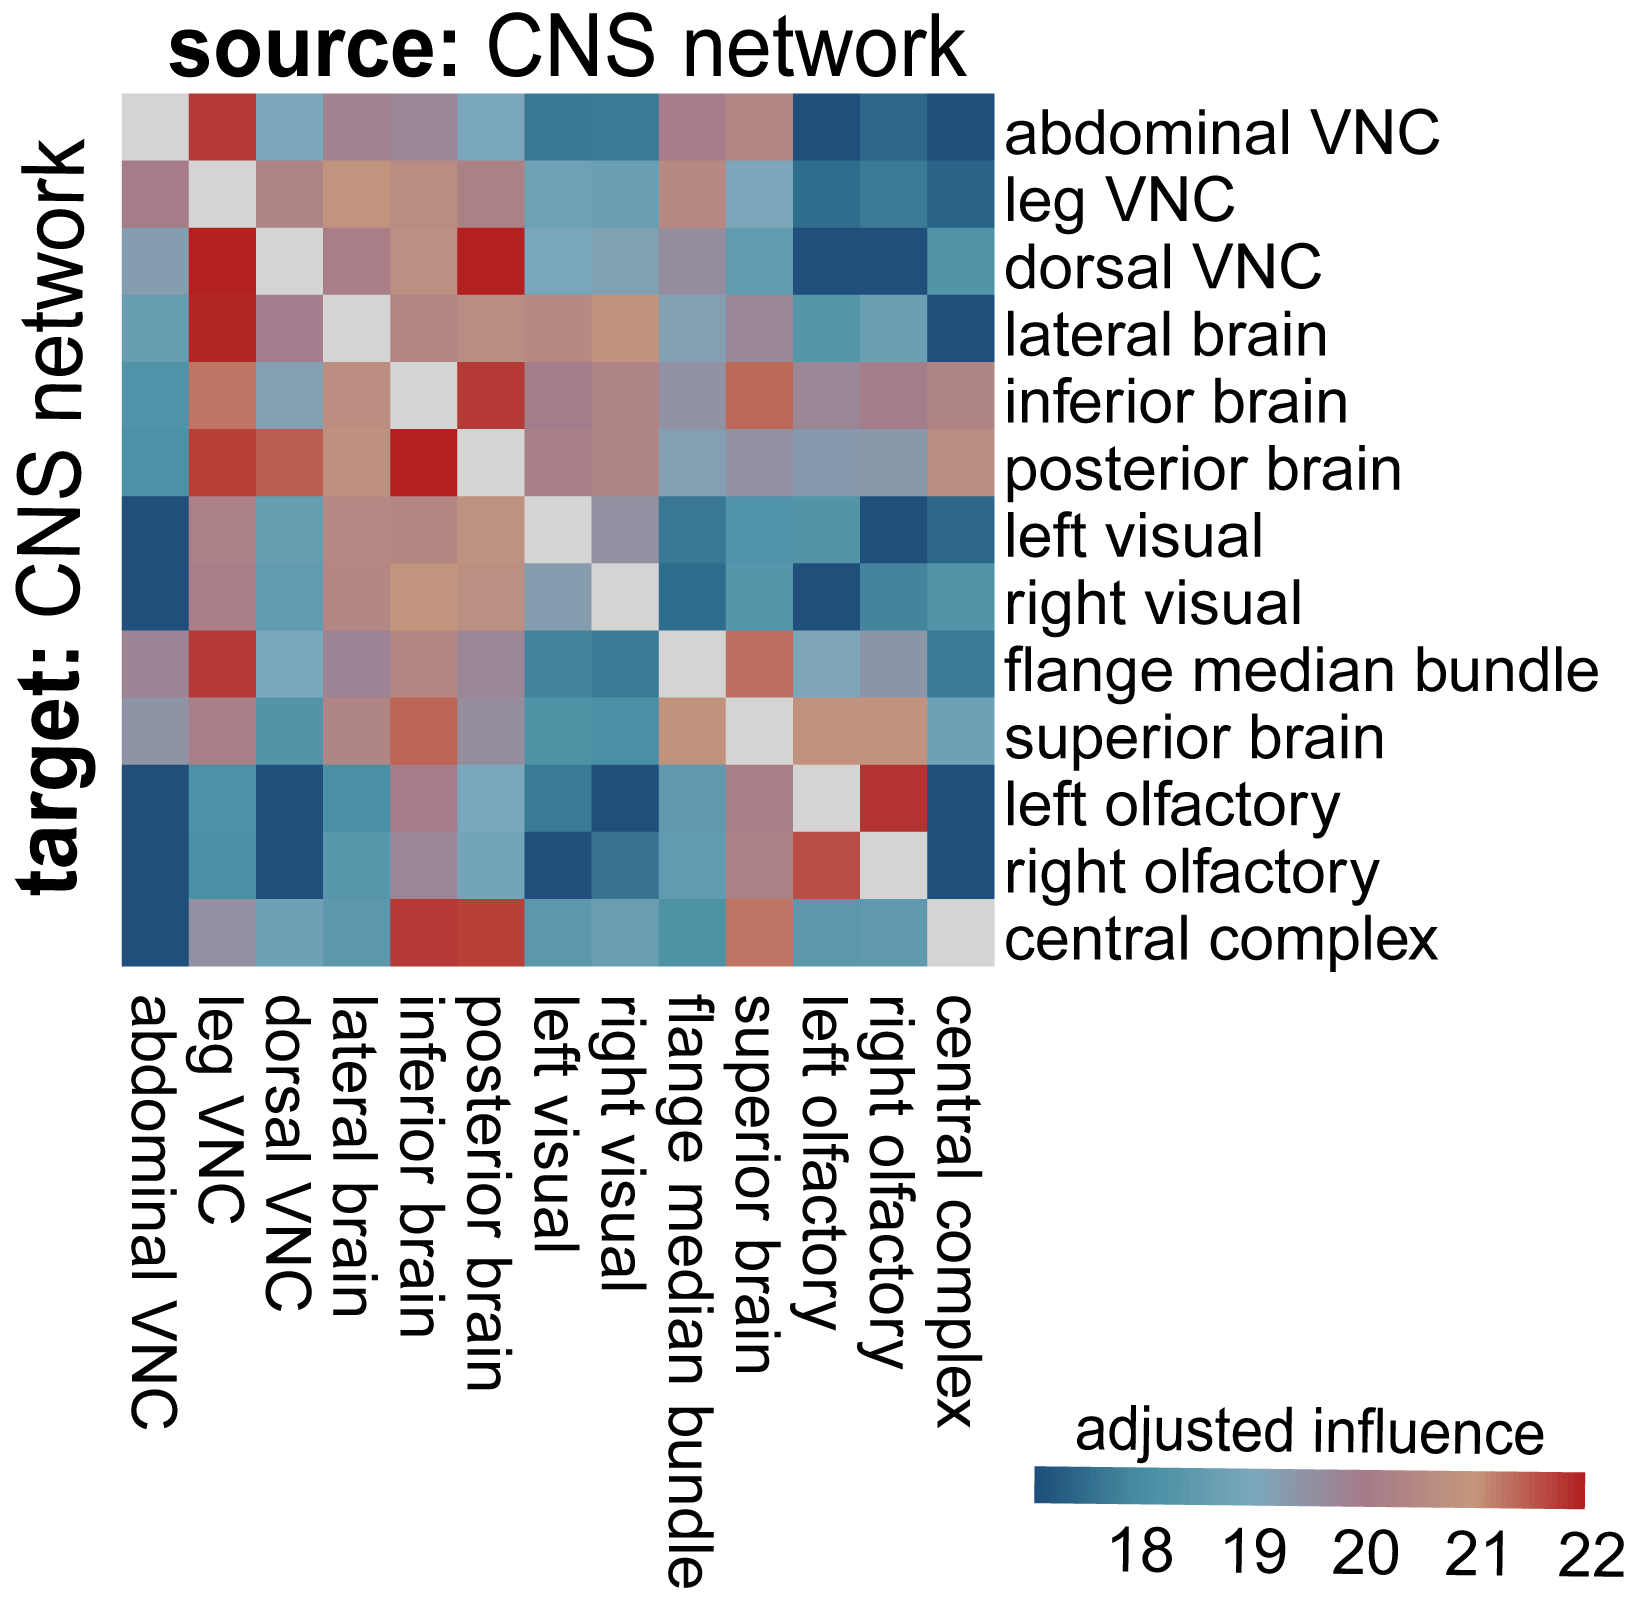 source: CNS network
target: CNS network
abdominal VNC
leg VNC
dorsal VNC
lateral brain
inferior brain
posterior brain
left visual
right visual
flange median bundle
superior brain
left olfactory
right olfactory
central complex
abdominal VNC
leg VNC
dorsal VNC
lateral brain
inferior brain
posterior brain
left visual
right visual
flange median bundle
superior brain
left olfactory
right olfactory
central complex
adjusted influence
18 19 20 21 22